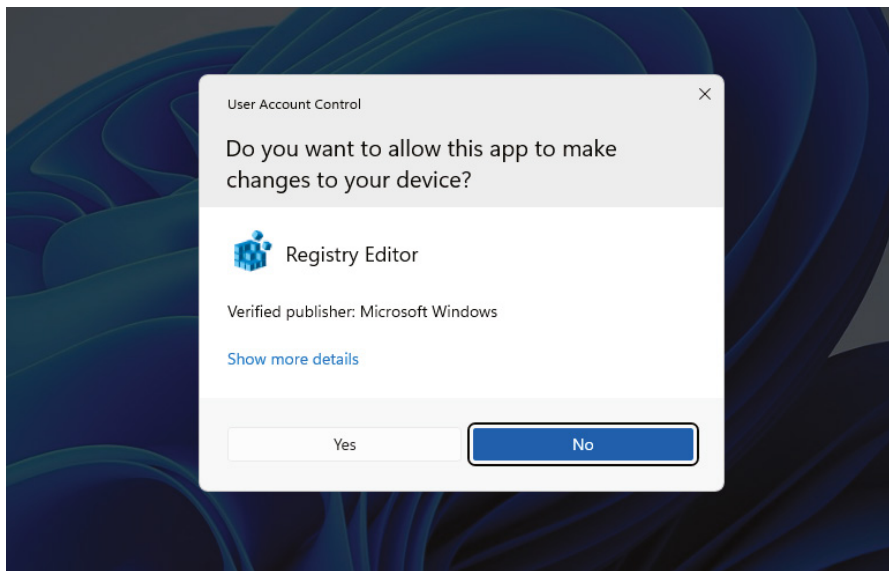 User Account Control
Do you want to allow this app to make
changes to your device?
Registry Editor
Verified publisher: Microsoft Windows
Show more details
Yes
No